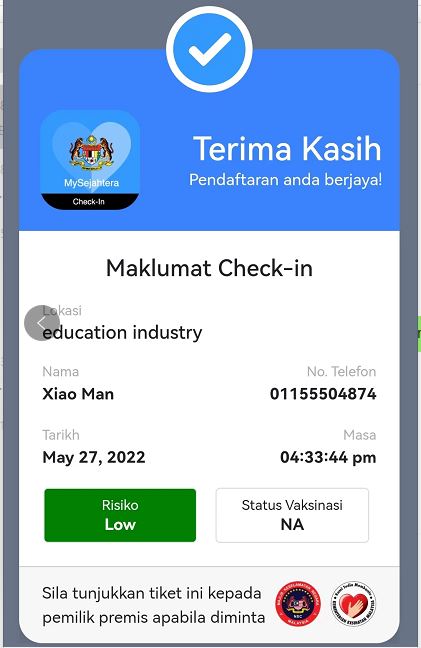 MySejahtera
Check-In
Terima Kasih
Pendaftaran anda berjaya!
Maklumat Check-in
Lokasi
education industry
Nama
No. Telefon
Xiao Man
01155504874
Tarikh
Masa
May 27, 2022
04:33:44 pm
Risiko
Low
Status Vaksinasi
NA
Sila tunjukkan tiket ini kepada
pemilik premis apabila diminta